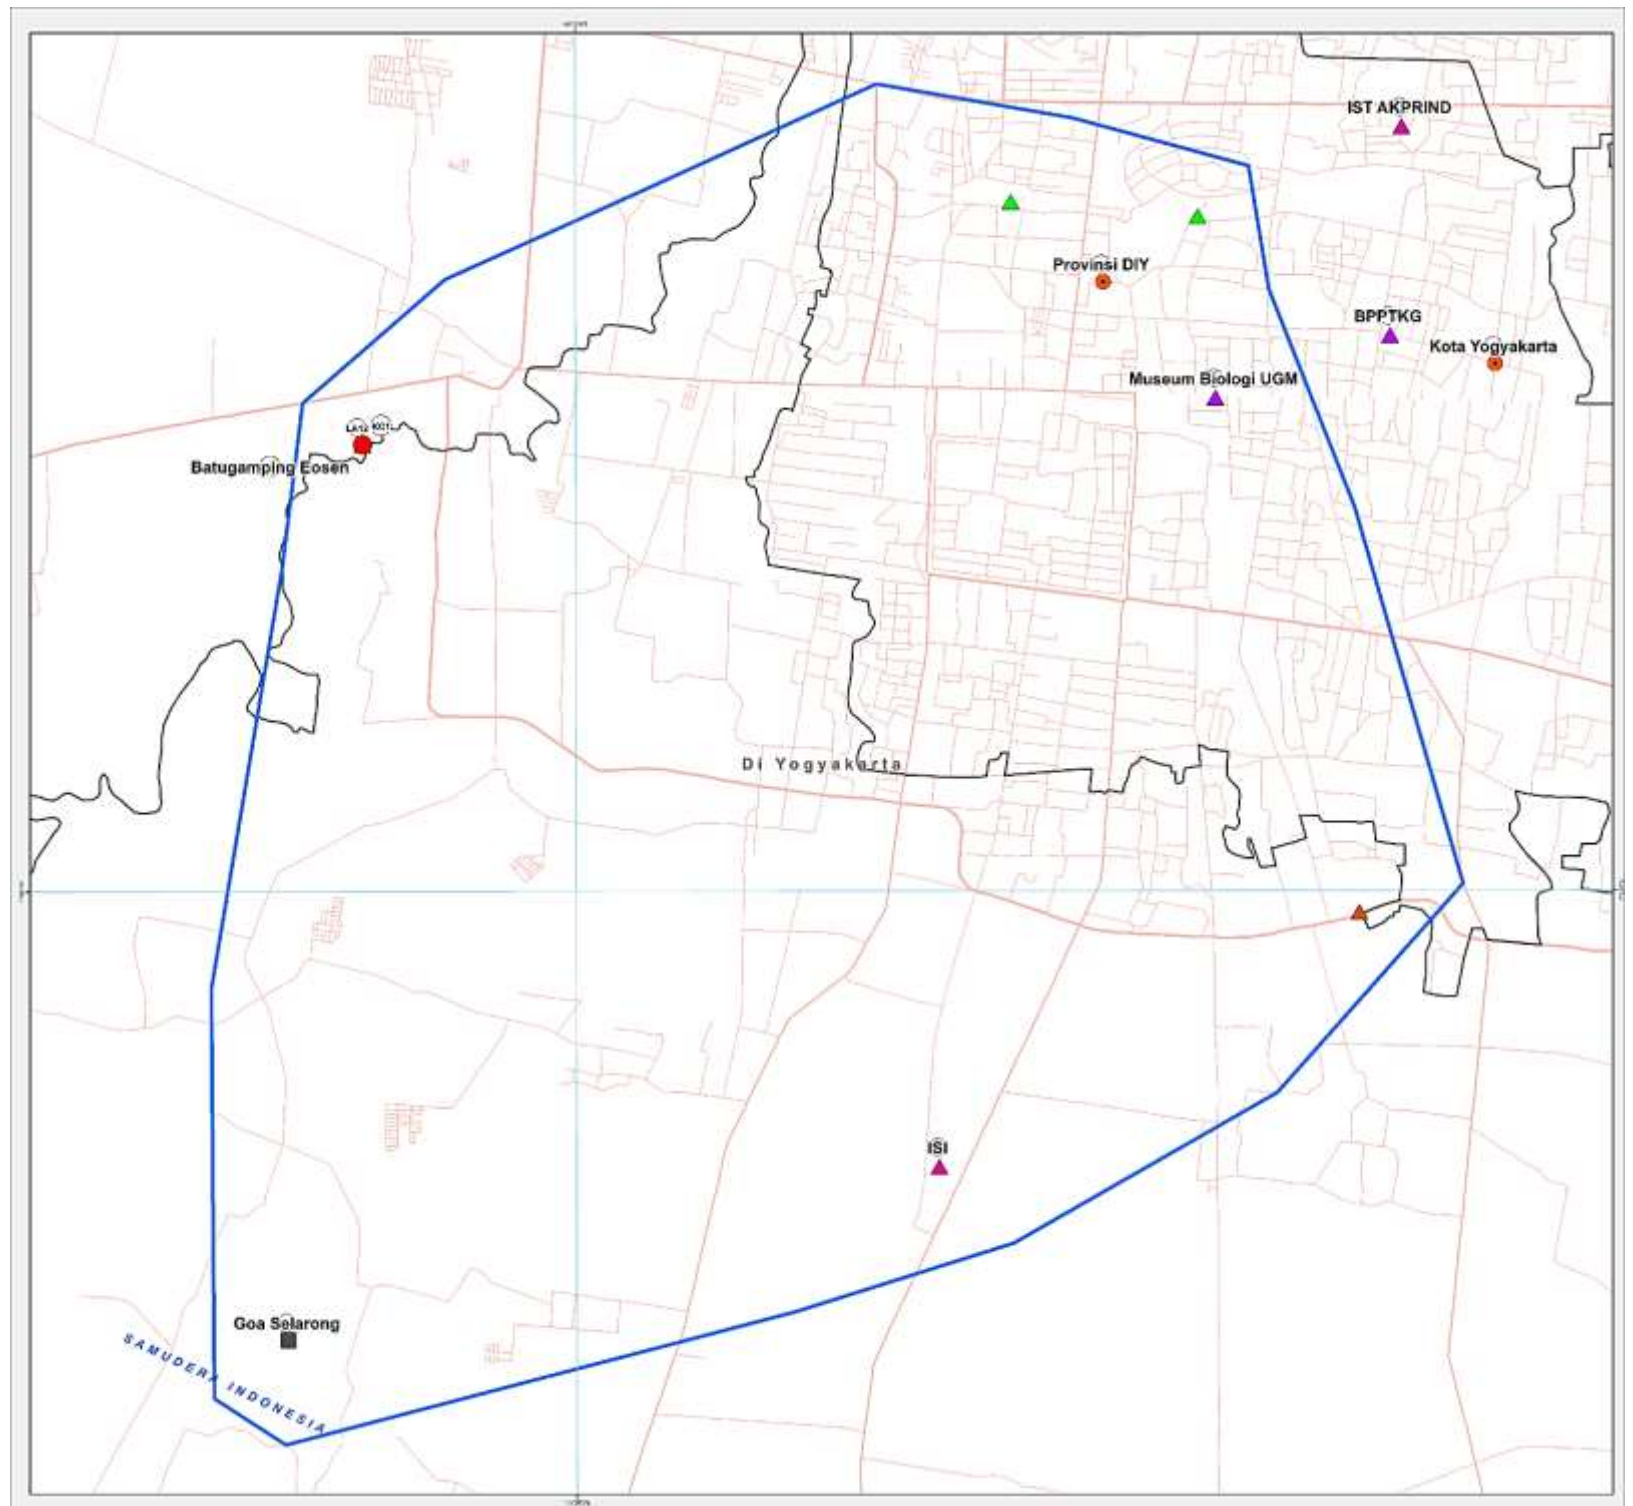 IST AKPRIND
Provinsi DIY
BPPTKG
Kota Yogyakarta
Museum Biologi UGM
Batugamping Eosen
Di Yogyakarta
ISI
Goa Selarong
SAMUDERA INDONESIA